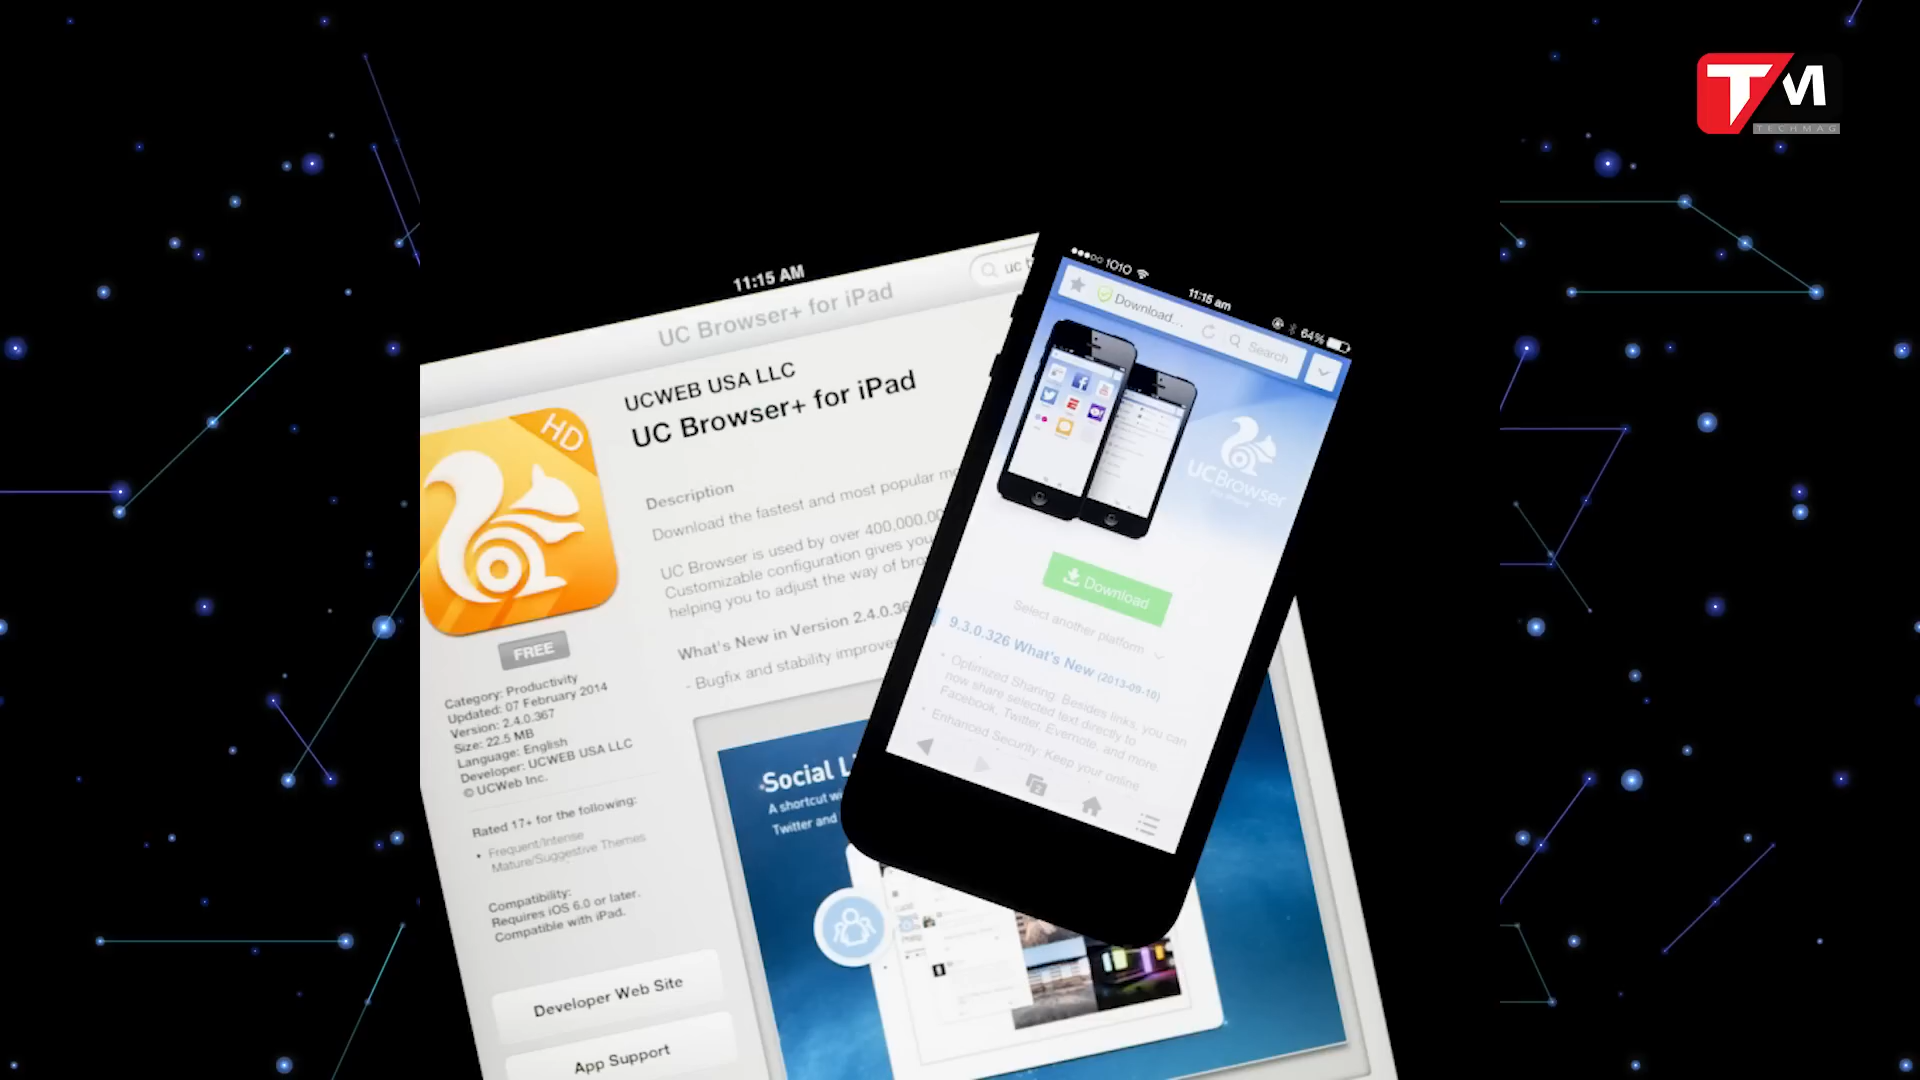 TM
TECHMAG
11:15 AM
UC Browser+ for iPad
uc
UCWEB USA LLC
UC Browser+ for iPad
HD
FREE
Description
Download the fastest and most popular
UC Browser is used by over 400,000,00
Customizable configuration gives you
helping you to adjust the way of
What's New in Version 2.4.0.36
- Bugfix and stability
Category: Productivity
Updated: 07 February 2014
Version: 2.4.0.367
Size: 22.5 MB
Language: English
Developer: UCWEB USA LLC
© UCWeb Inc.
Rated 17+ for the following:
• Frequent/Intense
Mature/Suggestive Themes
Compatibility:
Requires iOS 6.0 or later.
Compatible with iPad.
Developer Web Site
App Support
Social
A shortcut
Twitter and
1O1O
11:15 am
64%
Download...
Search
UC Browser
Download
Select another platform
9.3.0.326 What's New (2013-09-10)
• Optimized Sharing: Besides links, you can
now share selected text directly to
Facebook, Twitter, Evernote, and more.
• Enhanced Security: Keep your online
2